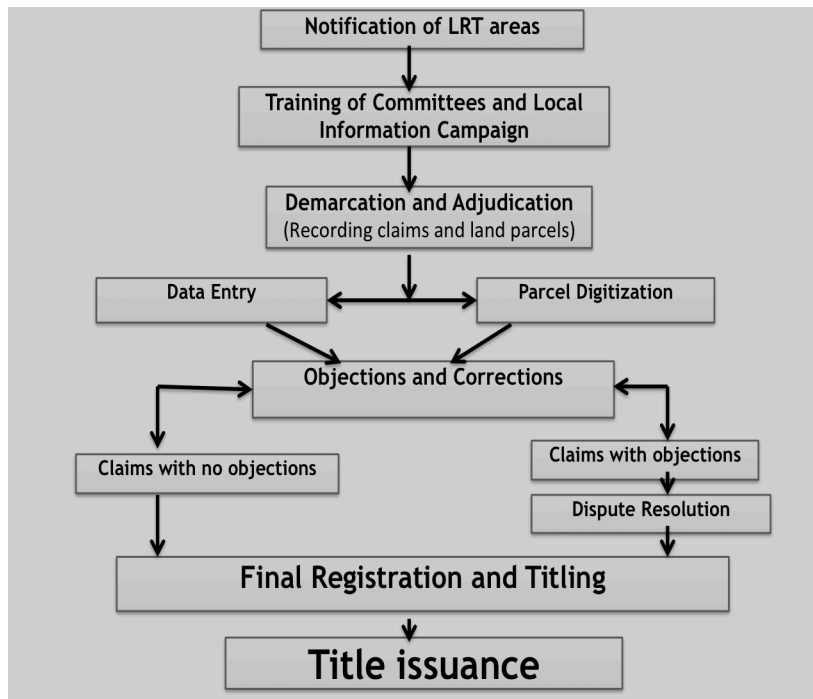 Notification of LRT areas
Training of Committees and Local
Information Campaign
Demarcation and Adjudication
(Recording claims and land parcels)
Data Entry
Parcel Digitization
Objections and Corrections
Claims with no objections
Claims with objections
Dispute Resolution
Final Registration and Titling
Title issuance